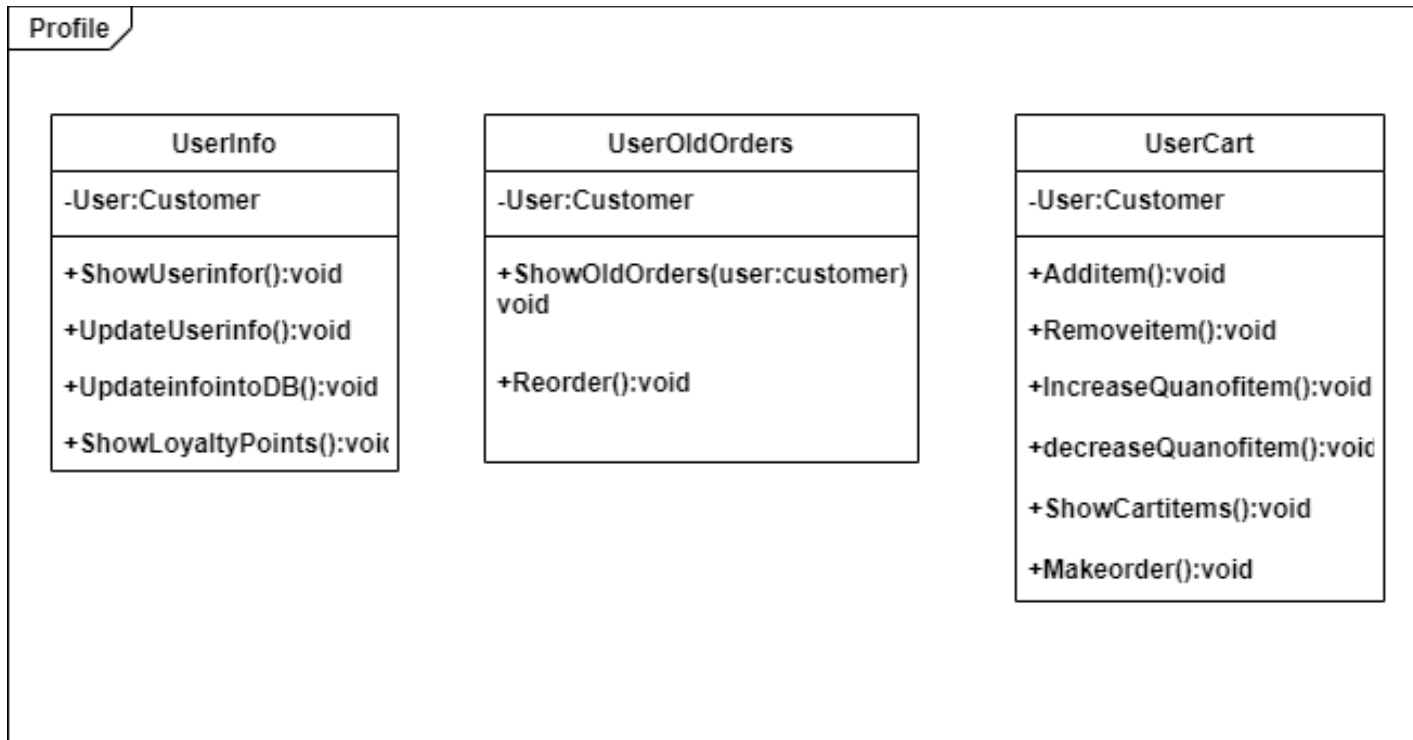 Profile
UserInfo
-User:Customer
+ShowUserinfor():void
+UpdateUserinfo():void
+UpdateinfointoDB():void
+ShowLoyaltyPoints():voi
UserOldOrders
-User:Customer
+ShowOldOrders(user:customer)
void
+Reorder():void
UserCart
-User:Customer
+Additem():void
+Removeitem():void
+IncreaseQuanofitem():void
+decreaseQuanofitem():void
+ShowCartitems():void
+Makeorder():void